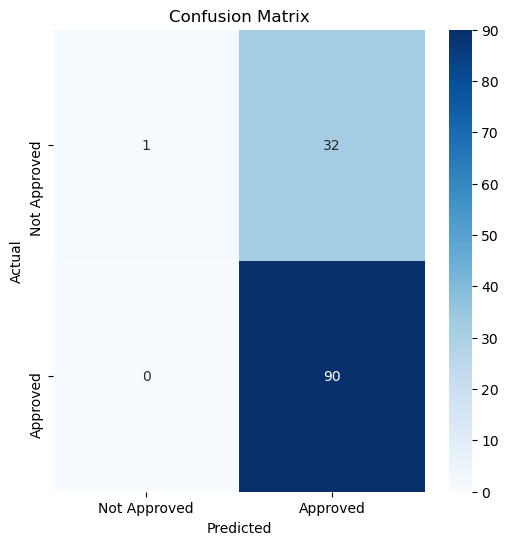 Confusion Matrix
Actual
Not Approved
Approved
1
32
0
90
Not Approved
Approved
Predicted
90
80
70
60
50
40
30
20
10
0